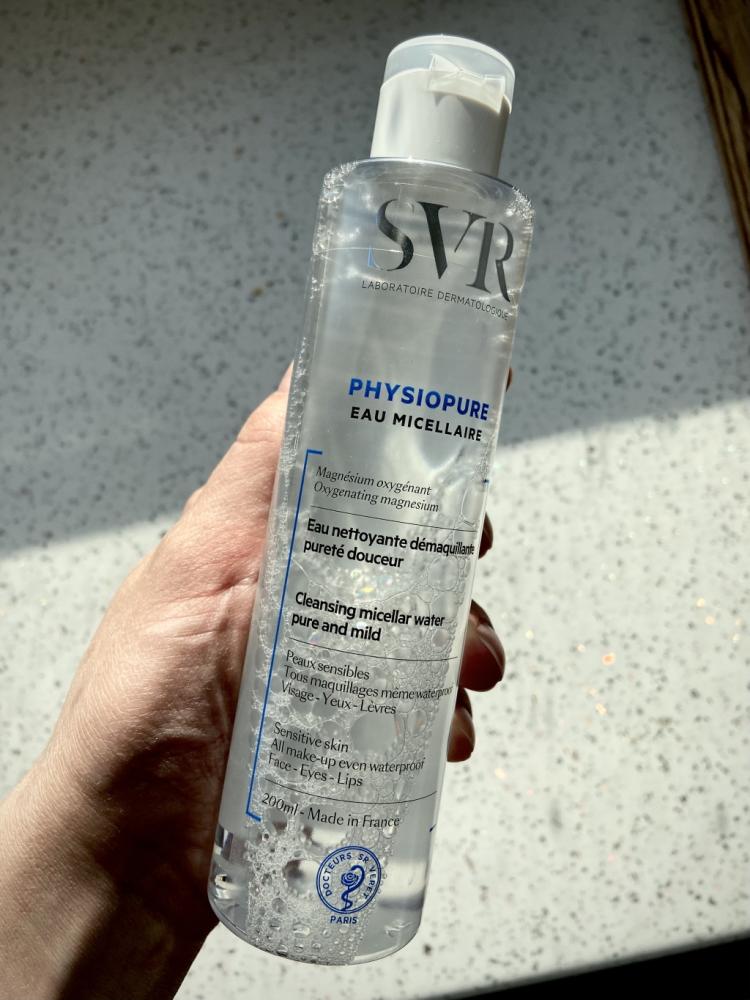 SVR
LABORATOIRE DERMATOLOGIQUE
PHYSIOPURE
EAU MICELLAIRE
Magnésium oxygénant
Oxygenating magnesium
Eau nettoyante démaquillante
pureté douceur
Cleansing micellar water
pure and mild
Peaux sensibles
Tous maquillages même waterproof
Visage - Yeux - Lèvres
Sensitive skin
All make-up even waterproof
Face - Eyes - Lips
200ml - Made in France
DOCTEURS SR VERET
PARIS